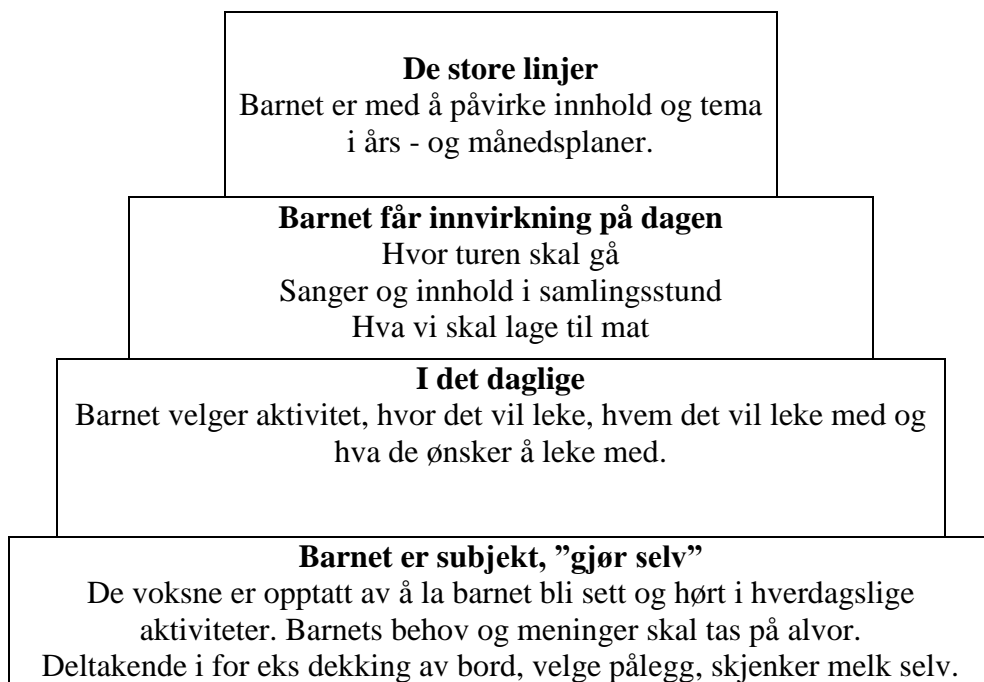 De store linjer
Barnet er med å påvirke innhold og tema
i års - og månedsplaner.
Barnet får innvirkning på dagen
Hvor turen skal gå
Sanger og innhold i samlingsstund
Hva vi skal lage til mat
I det daglige
Barnet velger aktivitet, hvor det vil leke, hvem det vil leke med og
hva de ønsker å leke med.
Barnet er subjekt, ”gjør selv”
De voksne er opptatt av å la barnet bli sett og hørt i hverdagslige
aktiviteter. Barnets behov og meninger skal tas på alvor.
Deltakende i for eks dekking av bord, velge pålegg, skjenker melk selv.